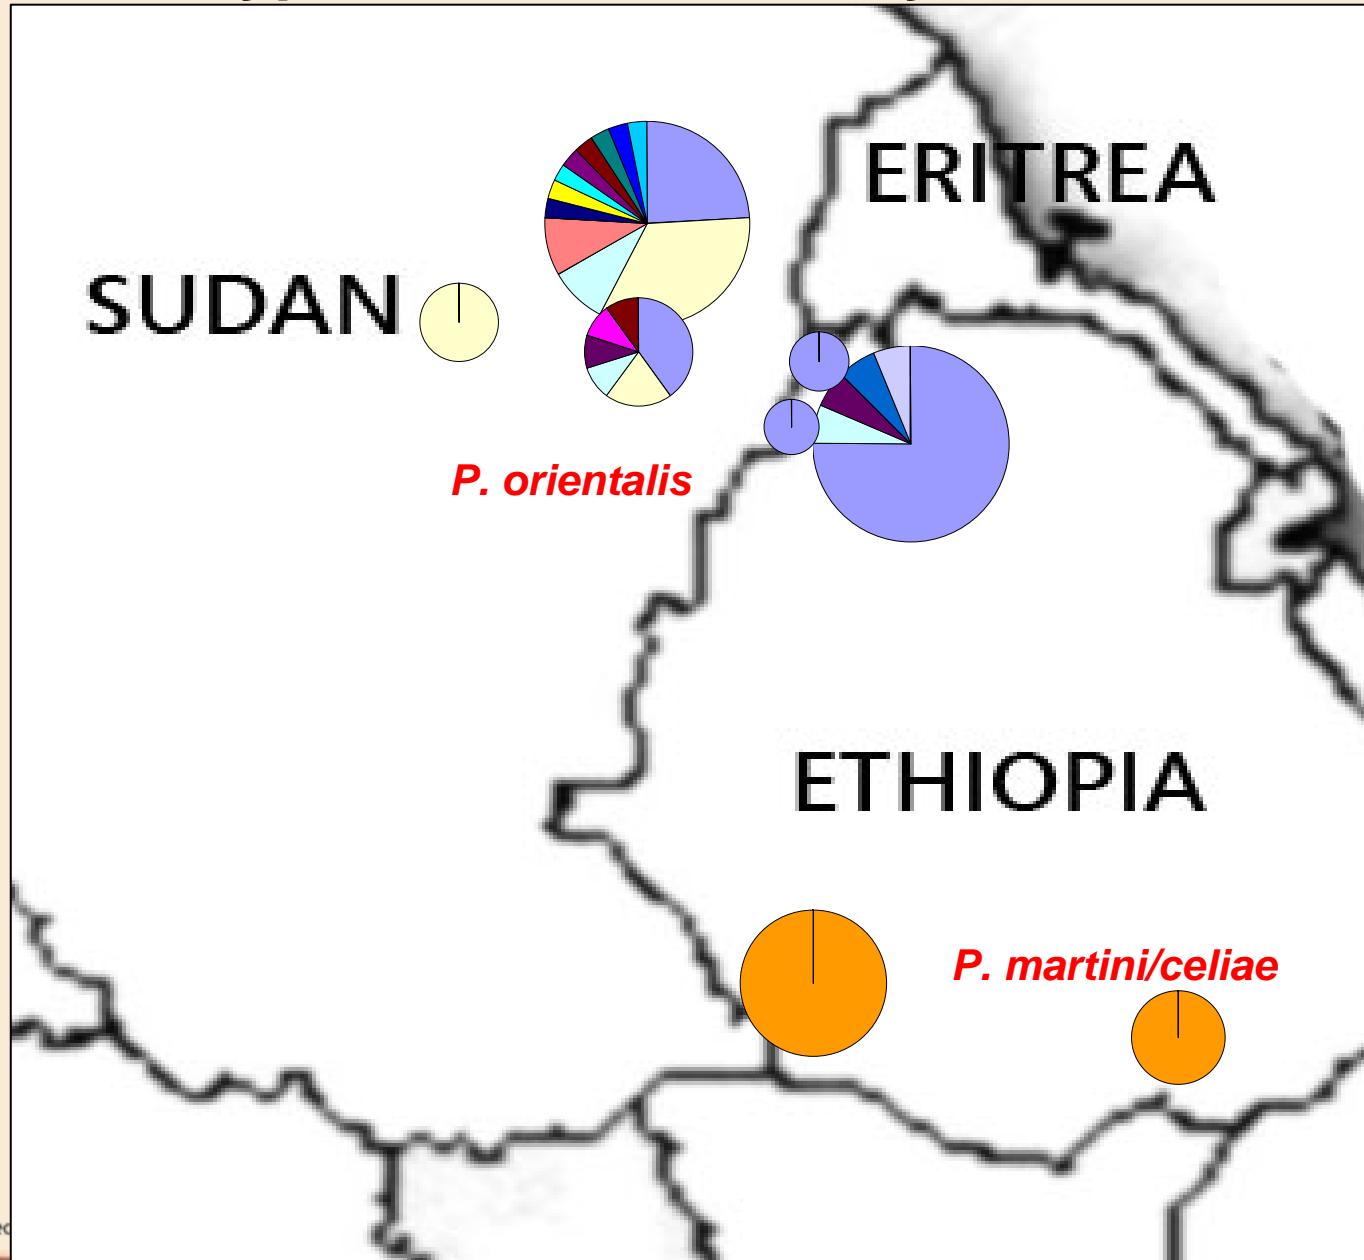 ERITREA
SUDAN
P. orientalis
ETHIOPIA
P. martini/celiae